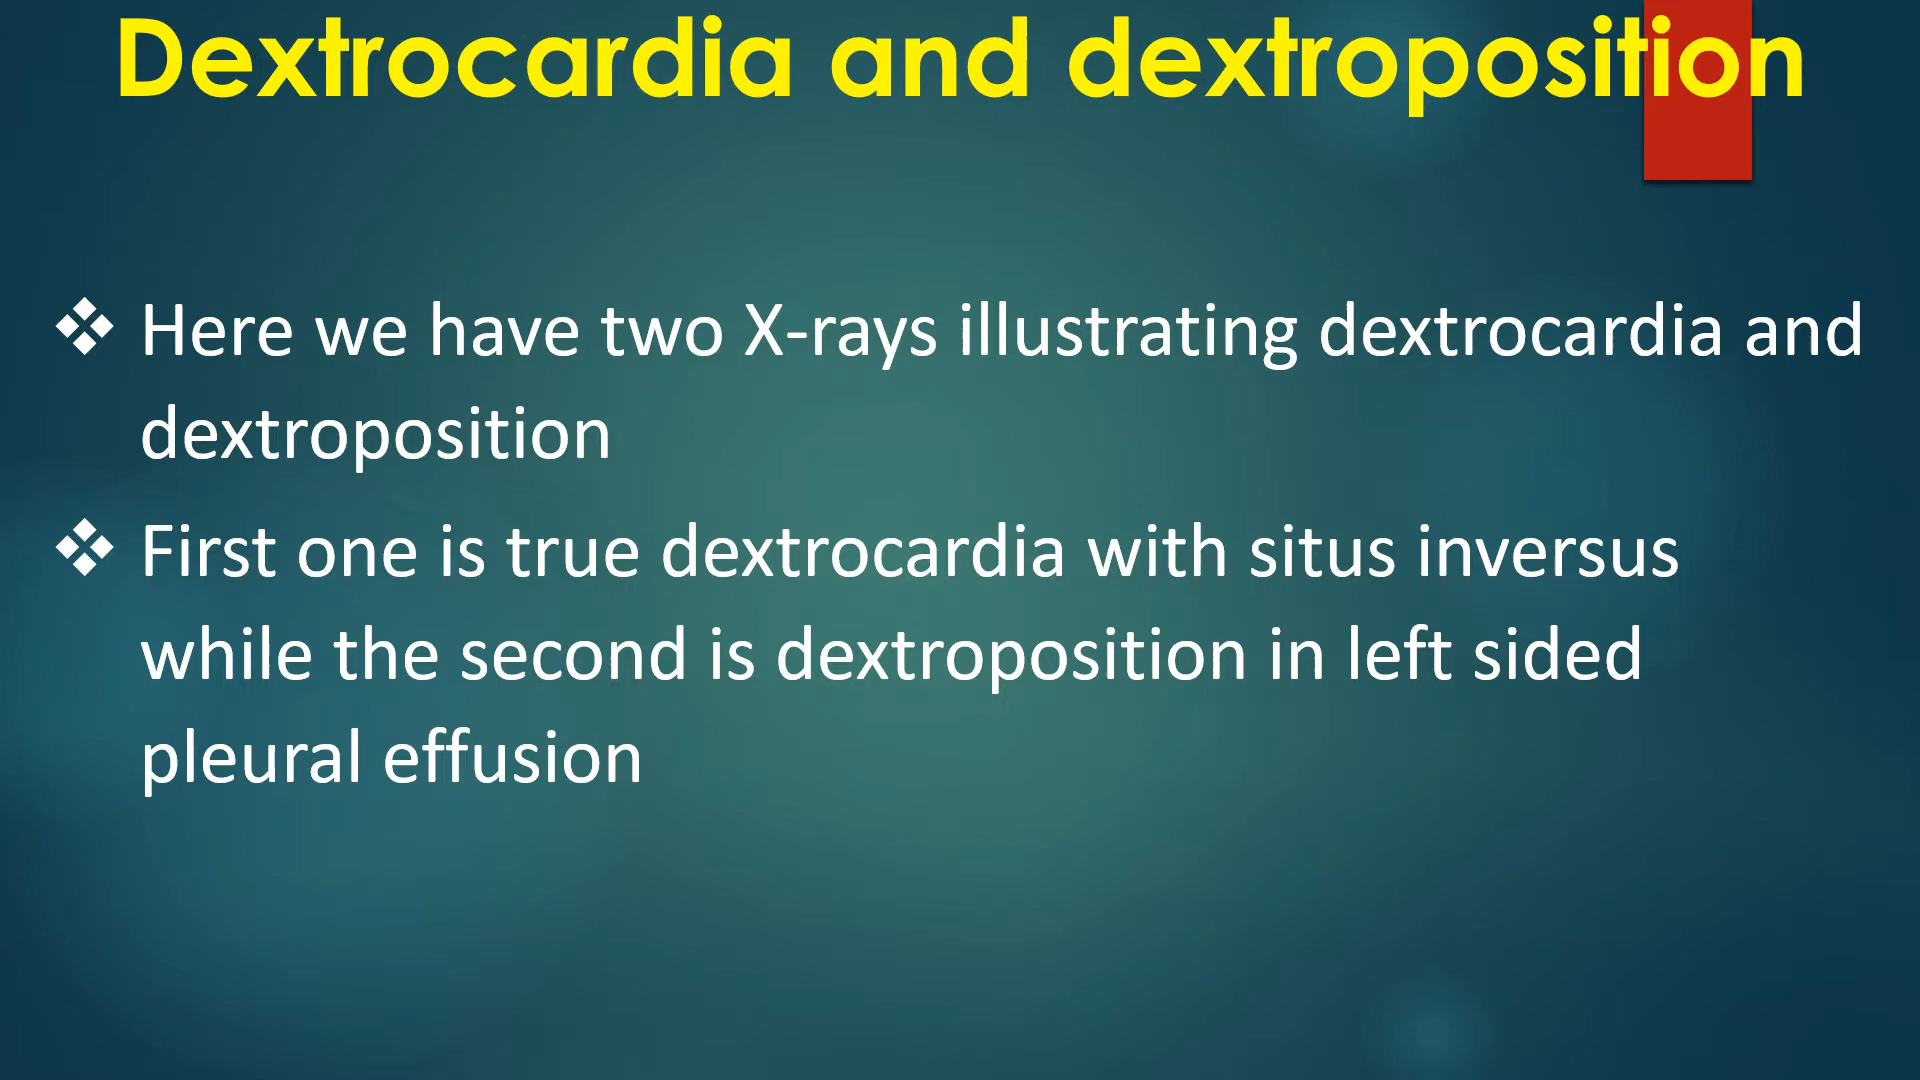 Dextrocardia and dextroposition
Here we have two X-rays illustrating dextrocardia and
dextroposition
First one is true dextrocardia with situs inversus
while the second is dextroposition in left sided
pleural effusion